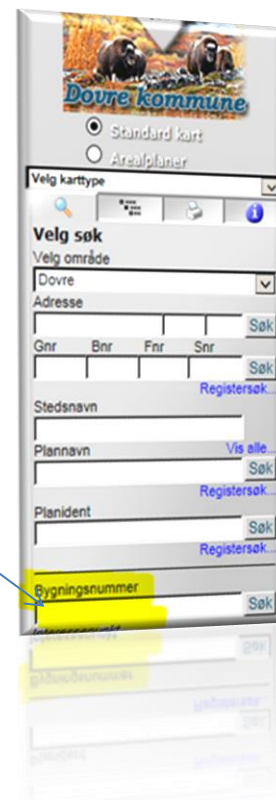 Dovre kommune
Standard kart
Arealplaner
Velg karttype
Velg søk
Velg område
Dovre
Adresse
Søk
Gnr Bnr Fnr Snr
Søk
Registersøk...
Stedsnavn
Plannavn Vis alle...
Søk
Registersøk...
Planident
Søk
Registersøk...
Bygningsnummer
Søk